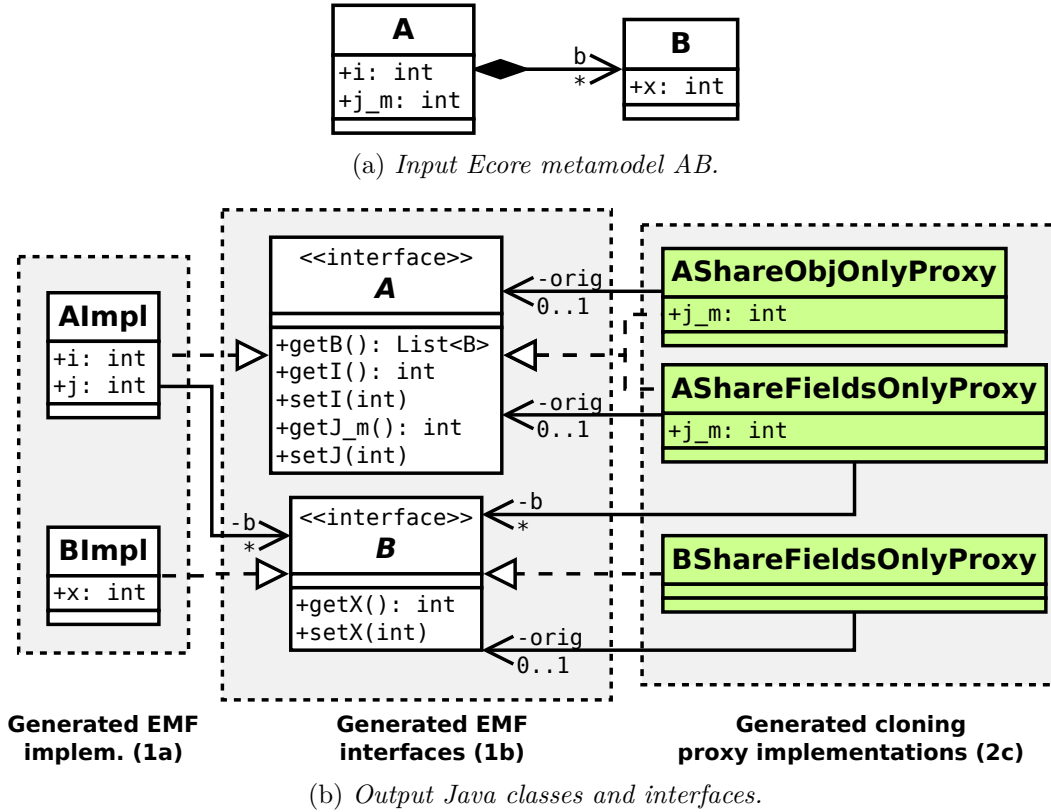 A
+i: int
+j_m: int
b
*
B
+x: int
(a) Input Ecore metamodel AB.
AImpl
+i: int
+j: int
BImpl
+x: int
-b
*
<<interface>>
A
+getB(): List<B>
+getI(): int
+setI(int)
+getJ_m(): int
+setJ(int)
<<interface>>
B
+getX(): int
+setX(int)
-orig
0..1
-orig
0..1
-b
*
-orig
0..1
AShareObjOnlyProxy
+j_m: int
AShareFieldsOnlyProxy
+j_m: int
BShareFieldsOnlyProxy
Generated EMF
implem. (1a)
Generated EMF
interfaces (1b)
Generated cloning
proxy implementations (2c)
(b) Output Java classes and interfaces.